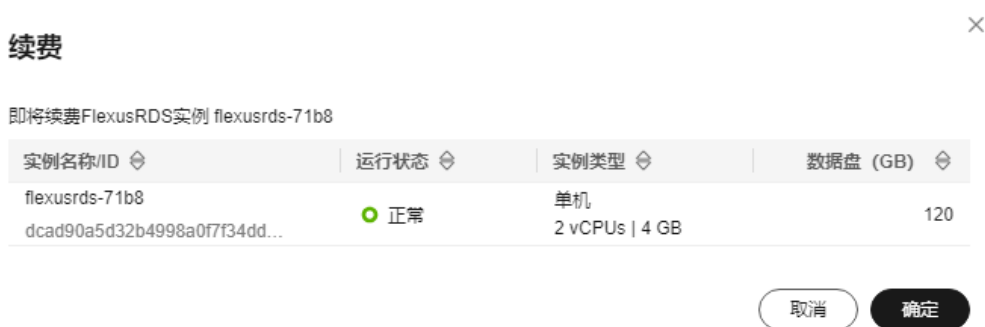 续费
即将续费FlexusRDS实例 flexusrds-71b8
实例名称/ID 运行状态 实例类型 数据盘 (GB)
flexusrds-71b8 正常 单机 120
dcad90a5d32b4998a0f7f34dd... 2 vCPUs | 4 GB
取消 确定